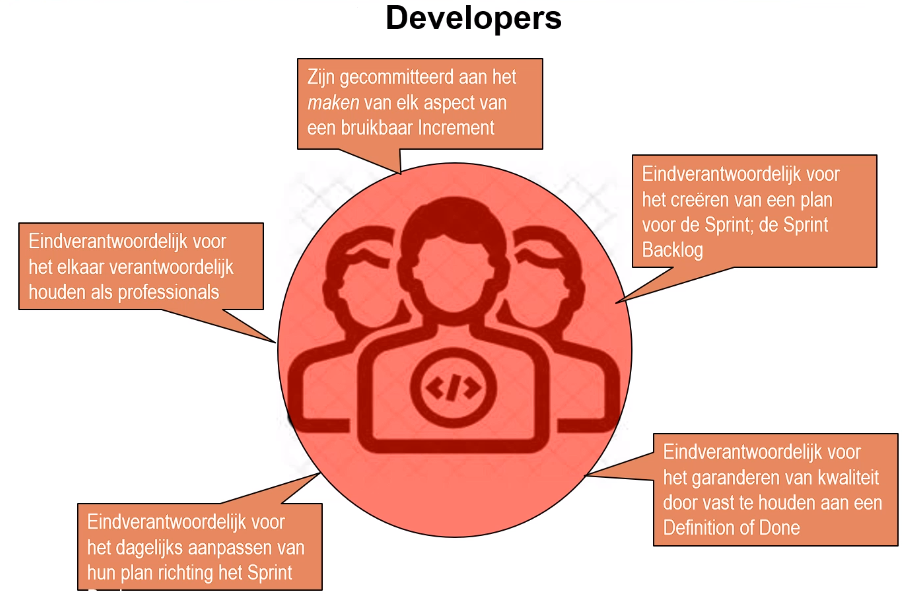 Developers
Zijn gecommitteerd aan het
maken van elk aspect van
een bruikbaar Increment
Eindverantwoordelijk voor
het creëren van een plan
voor de Sprint; de Sprint
Backlog
Eindverantwoordelijk voor
het elkaar verantwoordelijk
houden als professionals
</>
Eindverantwoordelijk voor
het garanderen van kwaliteit
door vast te houden aan een
Definition of Done
Eindverantwoordelijk voor
het dagelijks aanpassen van
hun plan richting het Sprint